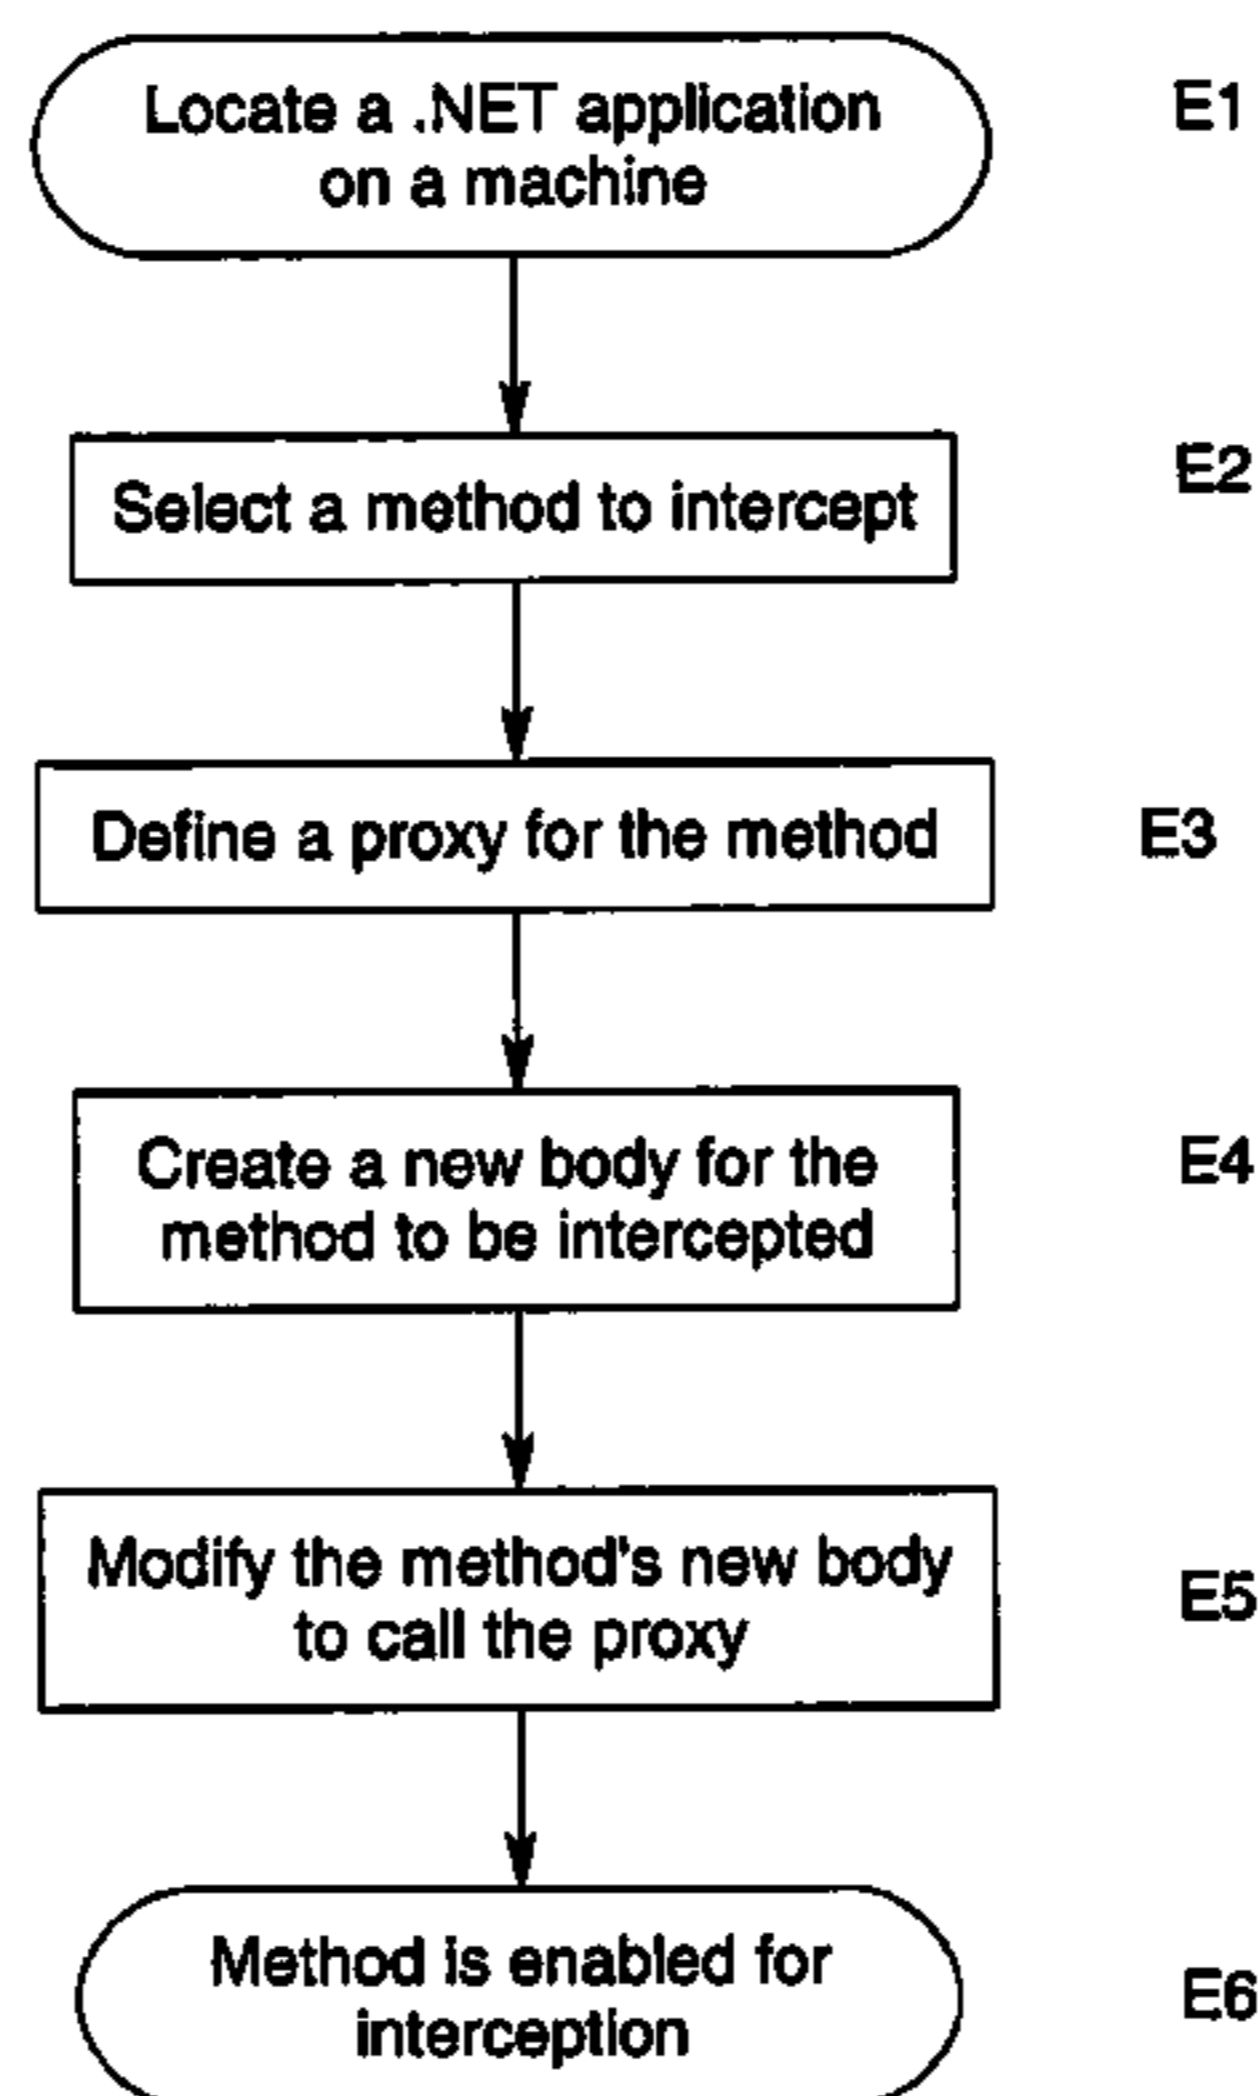 Locate a .NET application
on a machine
E1
Select a method to intercept
E2
Define a proxy for the method
E3
Create a new body for the
method to be intercepted
E4
Modify the method's new body
to call the proxy
E5
Method is enabled for
interception
E6